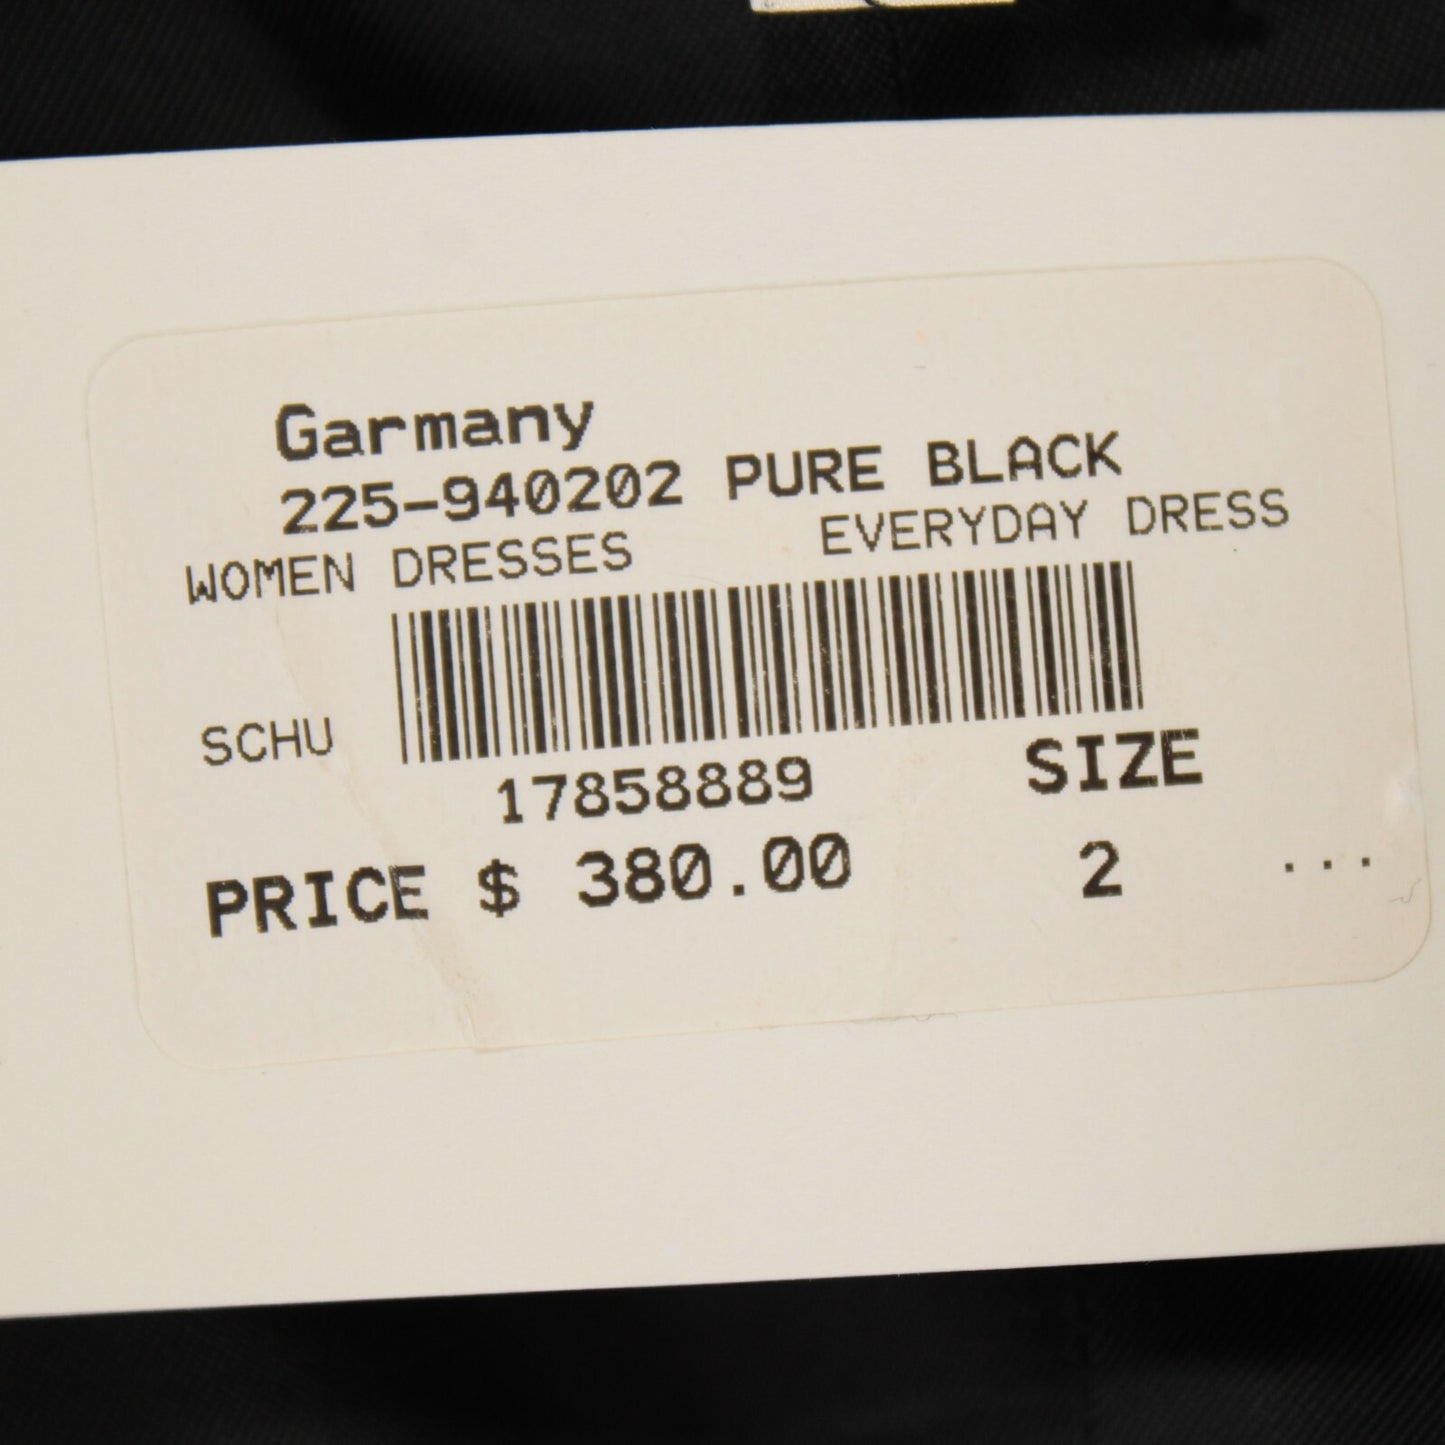 Garmany
225-940202 PURE BLACK
WOMEN DRESSES EVERYDAY DRESS
SCHU
17858889
SIZE
PRICE $ 380.00 2 ...